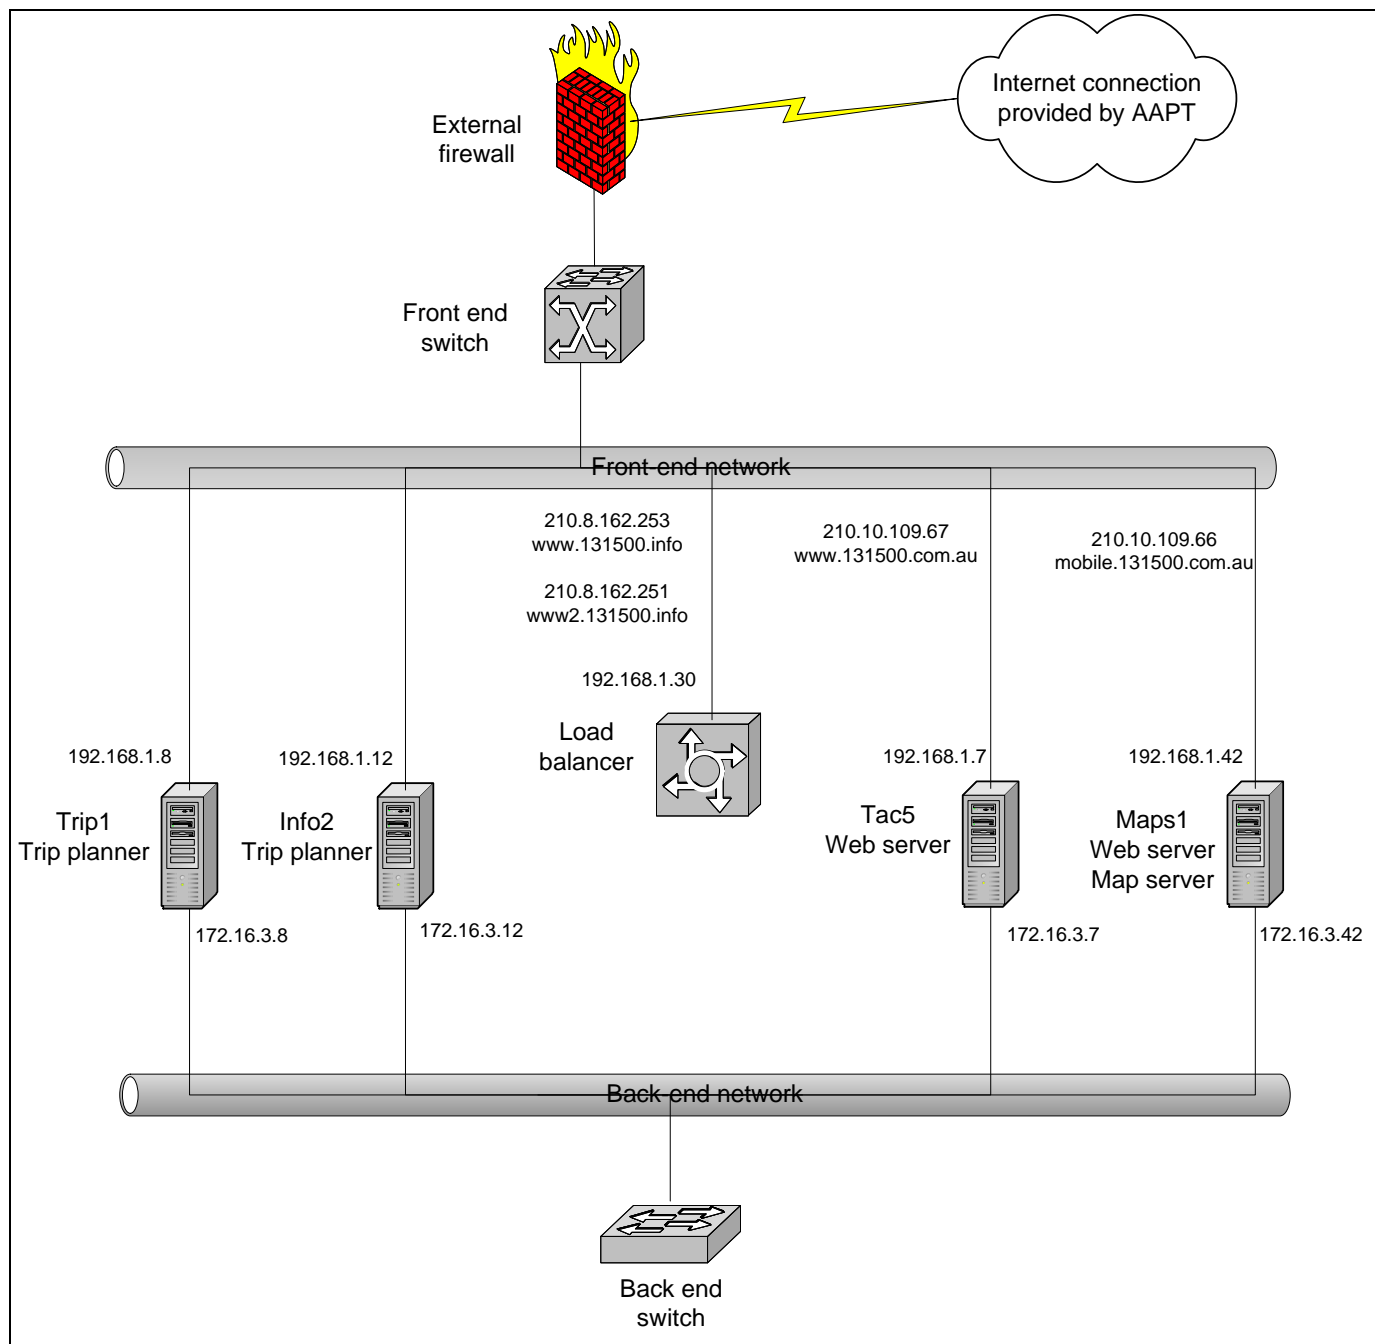 Internet connection
provided by AAPT
External
firewall
Front end
switch
Front-end network
210.8.162.253
www.131500.info
210.8.162.251
www2.131500.info
210.10.109.67
www.131500.com.au
210.10.109.66
mobile.131500.com.au
192.168.1.30
Load
balancer
192.168.1.8
192.168.1.12
192.168.1.7
192.168.1.42
Trip1
Trip planner
Info2
Trip planner
Tac5
Web server
Maps1
Web server
Map server
172.16.3.8
172.16.3.12
172.16.3.7
172.16.3.42
Back-end network
Back end
switch